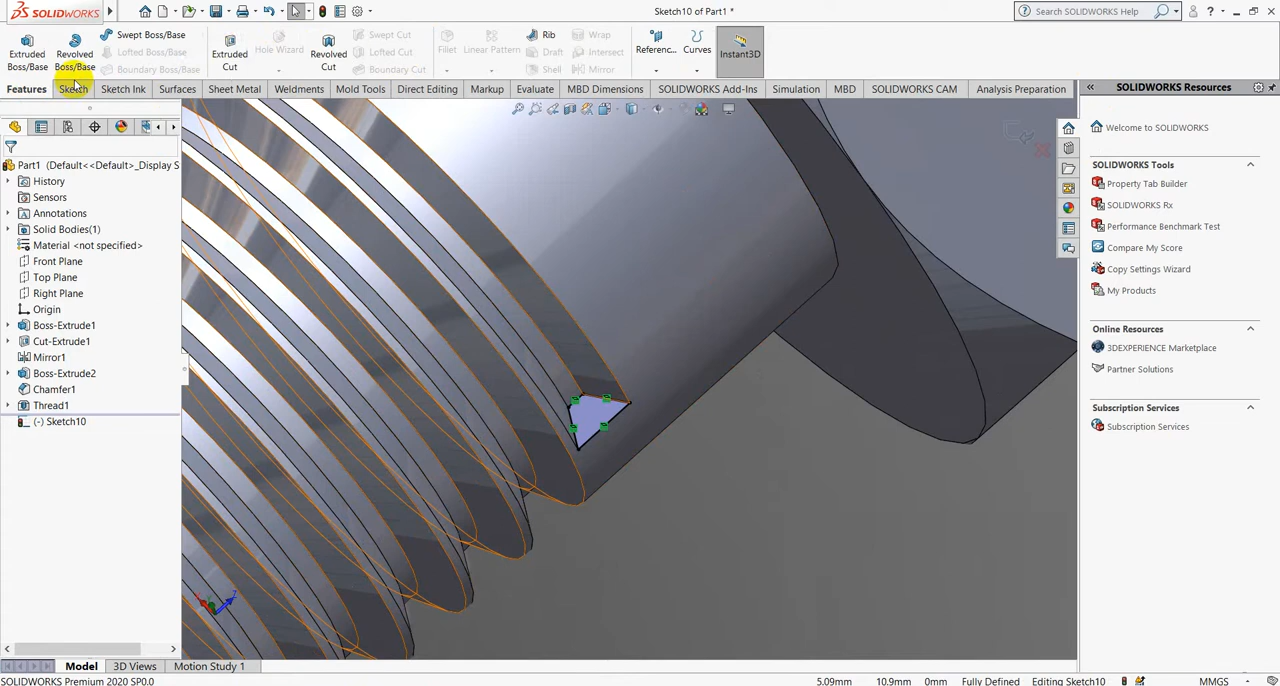 SOLIDWORKS
Sketch10 of Part1 *
Search SOLIDWORKS Help
Extruded Boss/Base
Revolved Boss/Base
Swept Boss/Base
Lofted Boss/Base
Boundary Boss/Base
Extruded Cut
Hole Wizard
Revolved Cut
Swept Cut
Lofted Cut
Boundary Cut
Fillet
Linear Pattern
Rib
Draft
Shell
Wrap
Intersect
Mirror
Referenc...
Curves
Instant3D
Features
Sketch
Sketch Ink
Surfaces
Sheet Metal
Weldments
Mold Tools
Direct Editing
Markup
Evaluate
MBD Dimensions
SOLIDWORKS Add-Ins
Simulation
MBD
SOLIDWORKS CAM
Analysis Preparation
Part1 (Default<<Default>_Display S
History
Sensors
Annotations
Solid Bodies(1)
Material <not specified>
Front Plane
Top Plane
Right Plane
Origin
Boss-Extrude1
Cut-Extrude1
Mirror1
Boss-Extrude2
Chamfer1
Thread1
(-) Sketch10
SOLIDWORKS Resources
Welcome to SOLIDWORKS
SOLIDWORKS Tools
Property Tab Builder
SOLIDWORKS Rx
Performance Benchmark Test
Compare My Score
Copy Settings Wizard
My Products
Online Resources
3DEXPERIENCE Marketplace
Partner Solutions
Subscription Services
Subscription Services
Model
3D Views
Motion Study 1
SOLIDWORKS Premium 2020 SP0.0
5.09mm
10.9mm
0mm
Fully Defined
Editing Sketch10
MMGS